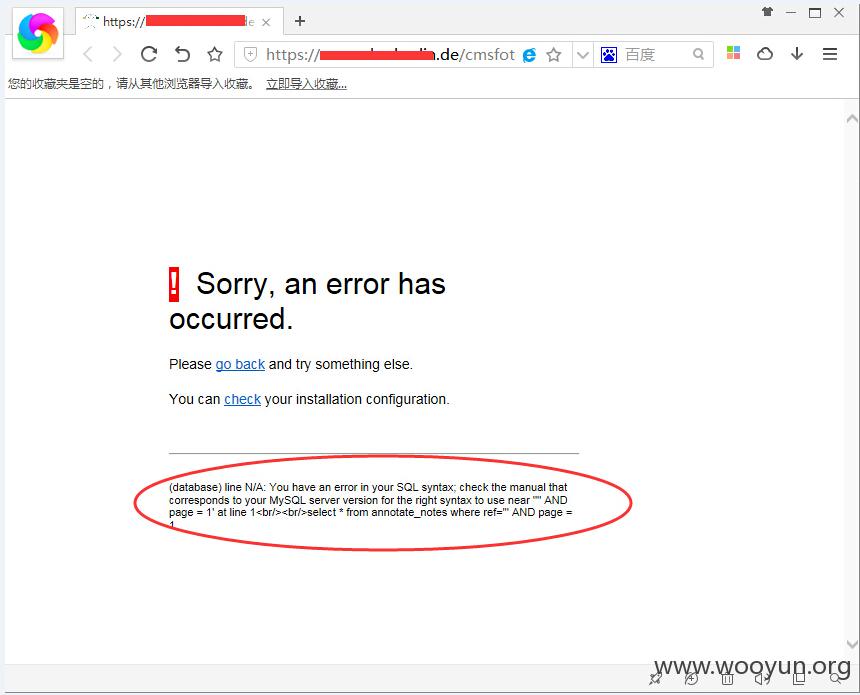 https://
https:// .de/cmsfot
百度
您的收藏夹是空的，请从其他浏览器导入收藏。 立即导入收藏...
! Sorry, an error has
occurred.
Please go back and try something else.
You can check your installation configuration.
(database) line N/A: You have an error in your SQL syntax; check the manual that
corresponds to your MySQL server version for the right syntax to use near '''' AND
page = 1' at line 1<br/><br/>select * from annotate_notes where ref=''' AND page =
1
www.wooyun.org